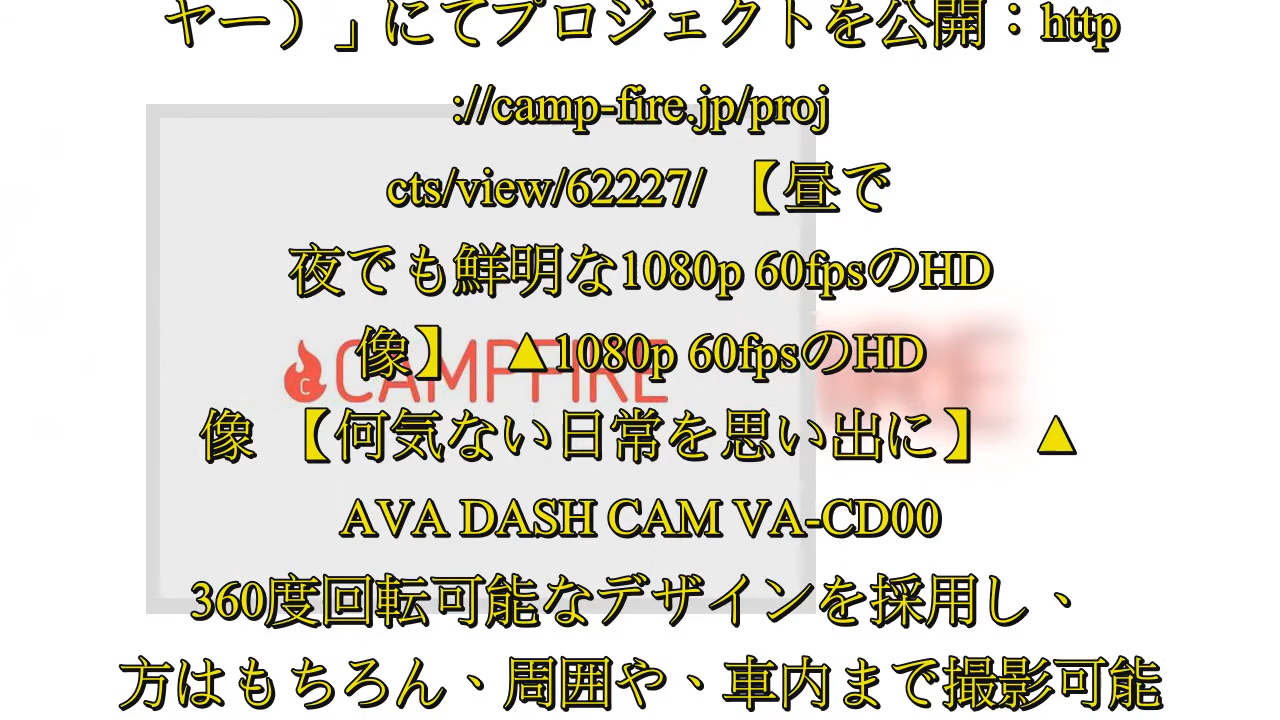 ヤー）」にてプロジェクトを公開：http
://camp-fire.jp/proj
cts/view/62227/ 【昼で
夜でも鮮明な1080p 60fpsのHD
像】 ▲1080p 60fpsのHD
CAMPFIRE
像 【何気ない日常を思い出に】 ▲
AVA DASH CAM VA-CD00
360度回転可能なデザインを採用し、
方はもちろん、周囲や、車内まで撮影可能